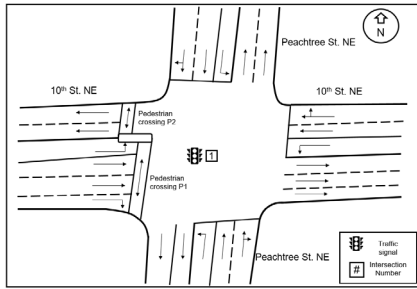 Peachtree St. NE
N
10th St. NE
10th St. NE
Pedestrian
crossing P2
1
Pedestrian
crossing P1
Peachtree St. NE
Traffic
signal
#
Intersection
Number